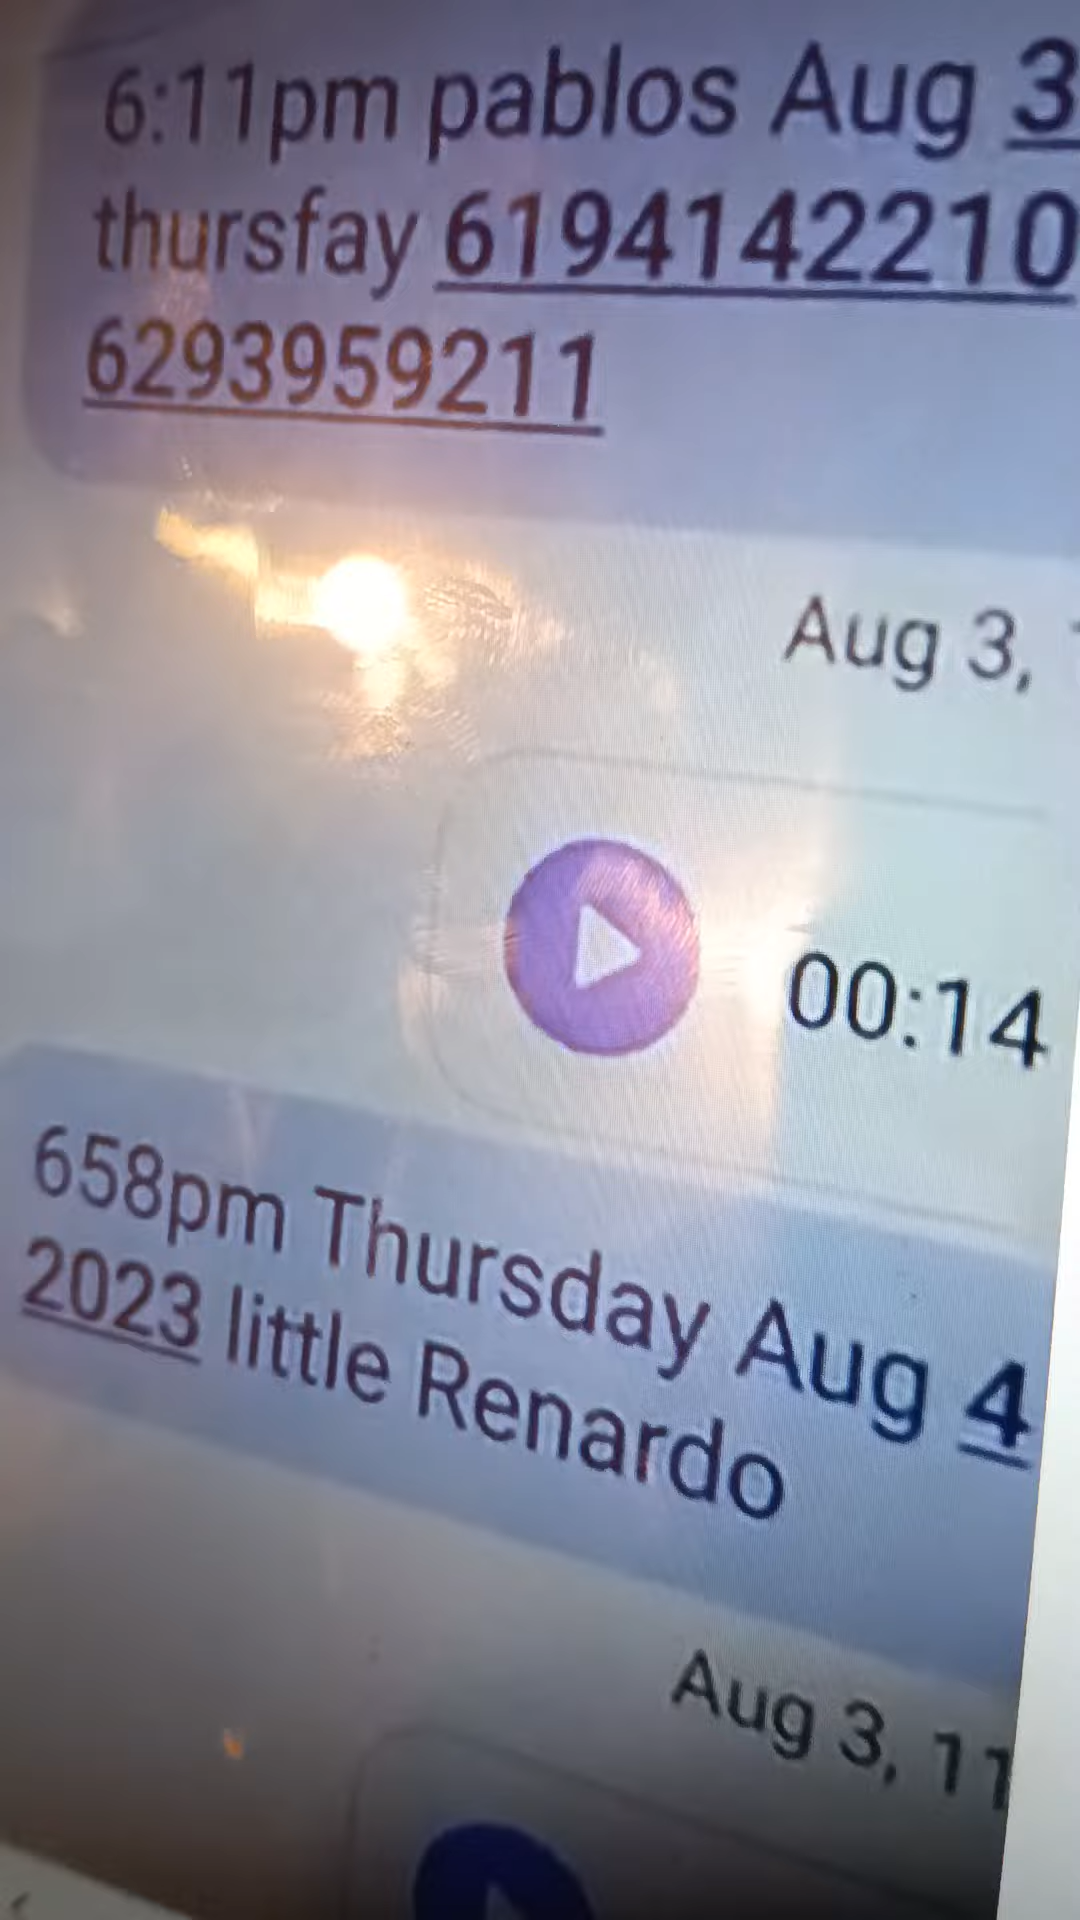 6:11pm pablos Aug 3
thursfay 6194142210
6293959211
Aug 3,
00:14
658pm Thursday Aug 4
2023 little Renardo
Aug 3, 11